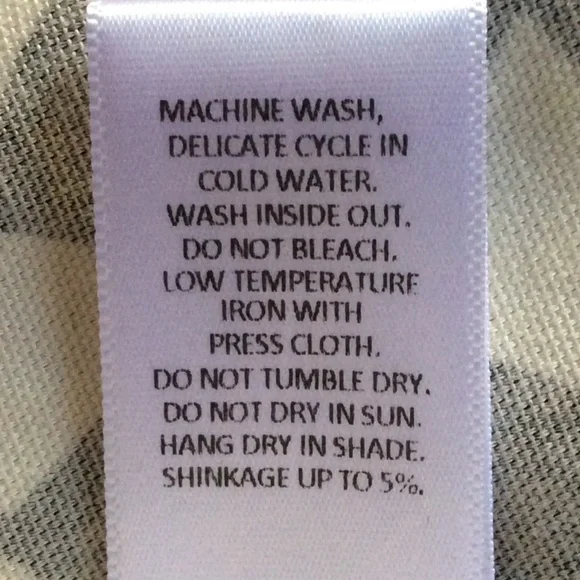 MACHINE WASH,
DELICATE CYCLE IN
COLD WATER.
WASH INSIDE OUT.
DO NOT BLEACH.
LOW TEMPERATURE
IRON WITH
PRESS CLOTH.
DO NOT TUMBLE DRY.
DO NOT DRY IN SUN.
HANG DRY IN SHADE.
SHINKAGE UP TO 5%.